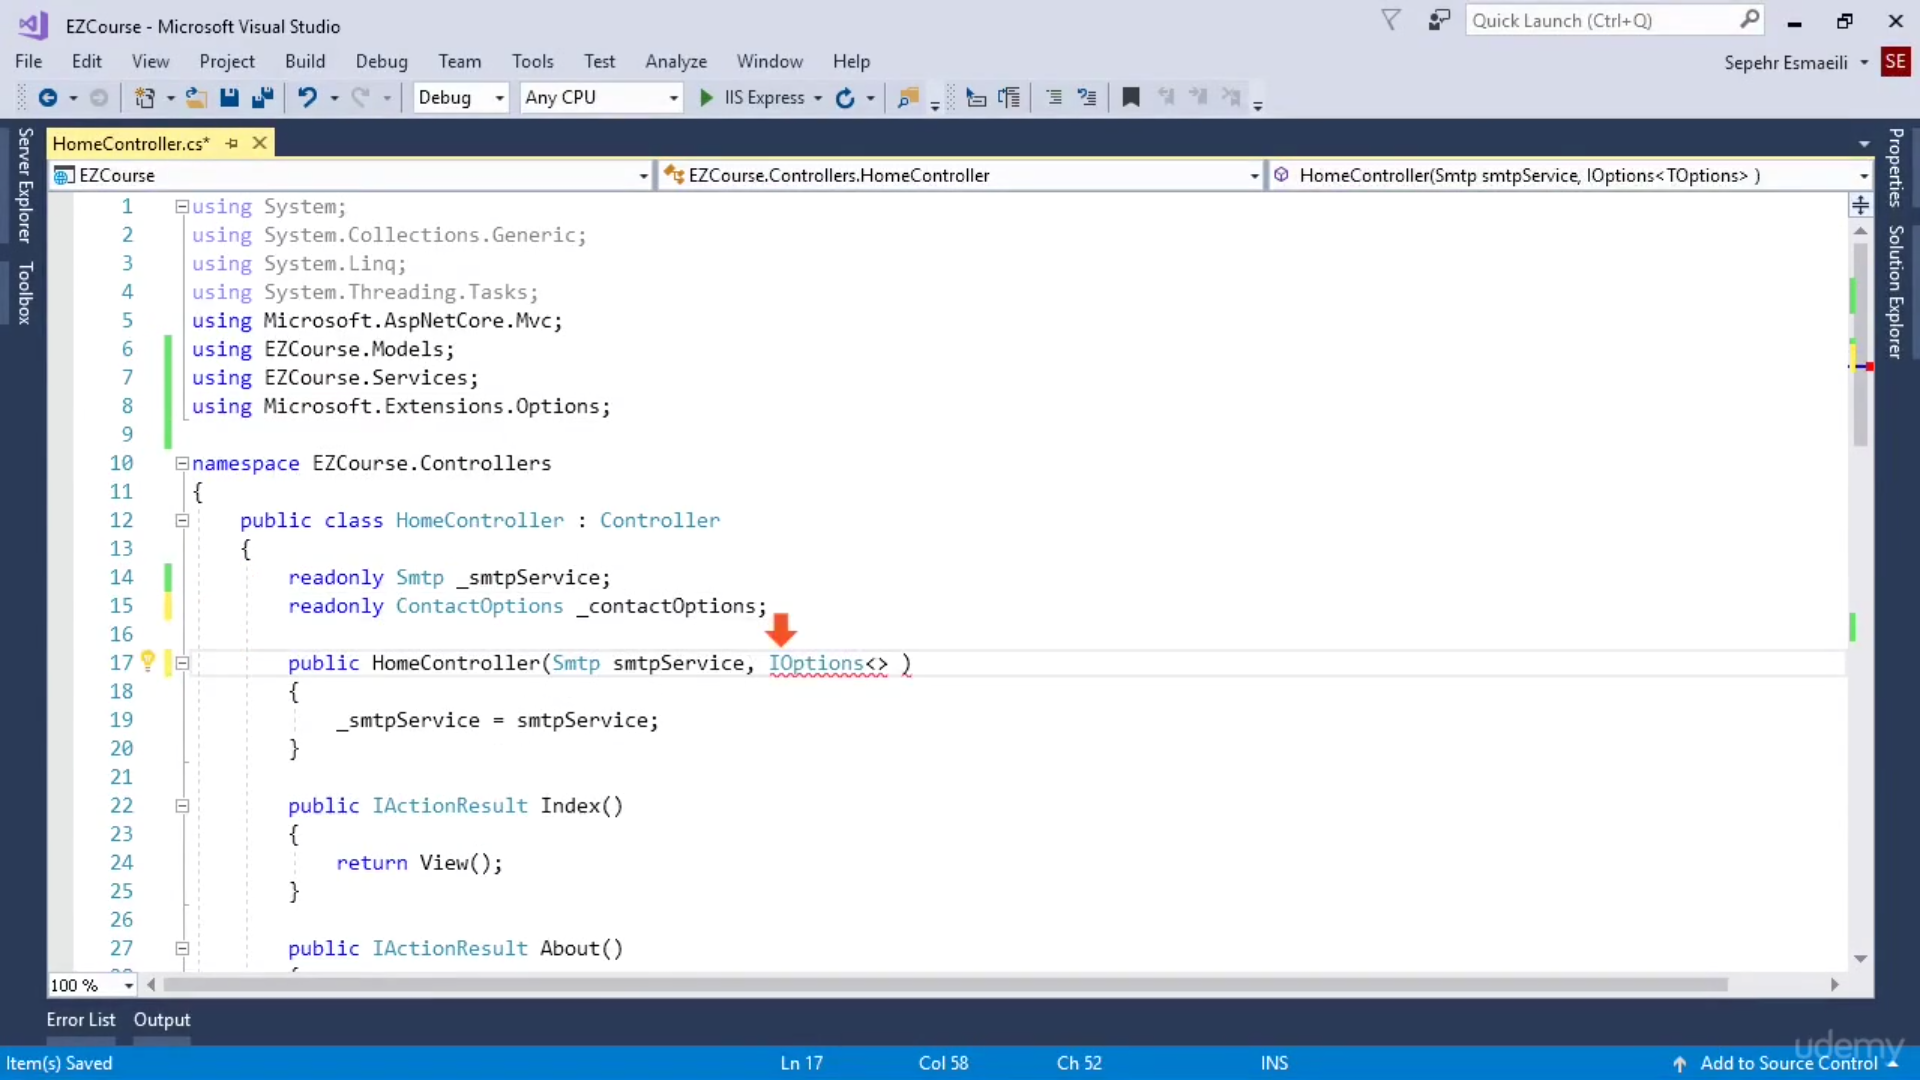 EZCourse - Microsoft Visual Studio
Quick Launch (Ctrl+Q)
File Edit View Project Build Debug Team Tools Test Analyze Window Help
Sepehr Esmaeili SE
Debug Any CPU IIS Express
Server Explorer
Toolbox
Properties
Solution Explorer
HomeController.cs*
EZCourse EZCourse.Controllers.HomeController HomeController(Smtp smtpService, IOptions<TOptions> )
1 using System;
2 using System.Collections.Generic;
3 using System.Linq;
4 using System.Threading.Tasks;
5 using Microsoft.AspNetCore.Mvc;
6 using EZCourse.Models;
7 using EZCourse.Services;
8 using Microsoft.Extensions.Options;
9
10 namespace EZCourse.Controllers
11 {
12 public class HomeController : Controller
13 {
14 readonly Smtp _smtpService;
15 readonly ContactOptions _contactOptions;
16
17 public HomeController(Smtp smtpService, IOptions<> )
18 {
19 _smtpService = smtpService;
20 }
21
22 public IActionResult Index()
23 {
24 return View();
25 }
26
27 public IActionResult About()
{
100 %
Error List Output
udemy
Item(s) Saved Ln 17 Col 58 Ch 52 INS Add to Source Control